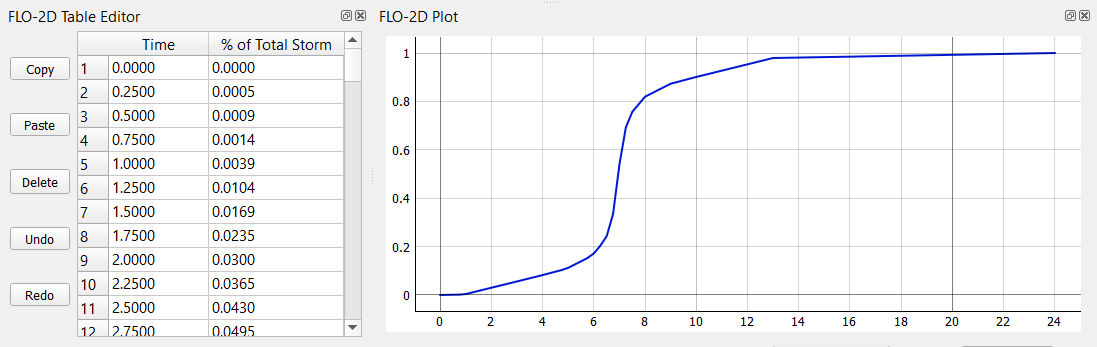 FLO-2D Table Editor
Time % of Total Storm
Copy
Paste
Delete
Undo
Redo
1 0.0000 0.0000
2 0.2500 0.0005
3 0.5000 0.0009
4 0.7500 0.0014
5 1.0000 0.0039
6 1.2500 0.0104
7 1.5000 0.0169
8 1.7500 0.0235
9 2.0000 0.0300
10 2.2500 0.0365
11 2.5000 0.0430
12 2.7500 0.0495
FLO-2D Plot
1
0.8
0.6
0.4
0.2
0
0 2 4 6 8 10 12 14 16 18 20 22 24